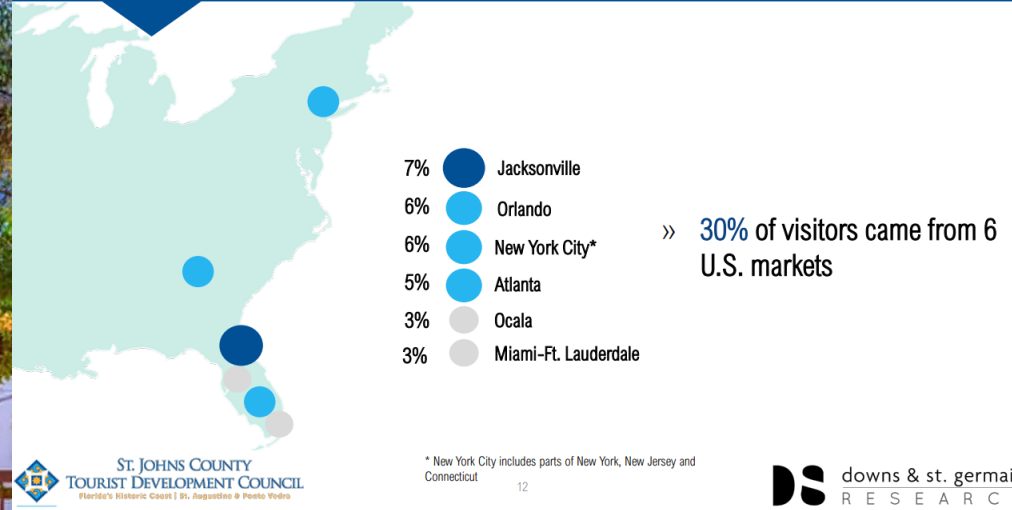 7% Jacksonville
6% Orlando
6% New York City*
5% Atlanta
3% Ocala
3% Miami-Ft. Lauderdale
» 30% of visitors came from 6
U.S. markets
ST. JOHNS COUNTY
TOURIST DEVELOPMENT COUNCIL
Florida's Historic Coast | St. Augustine & Ponte Vedra
* New York City includes parts of New York, New Jersey and
Connecticut
12
DS
downs & st. germai
RESEARC